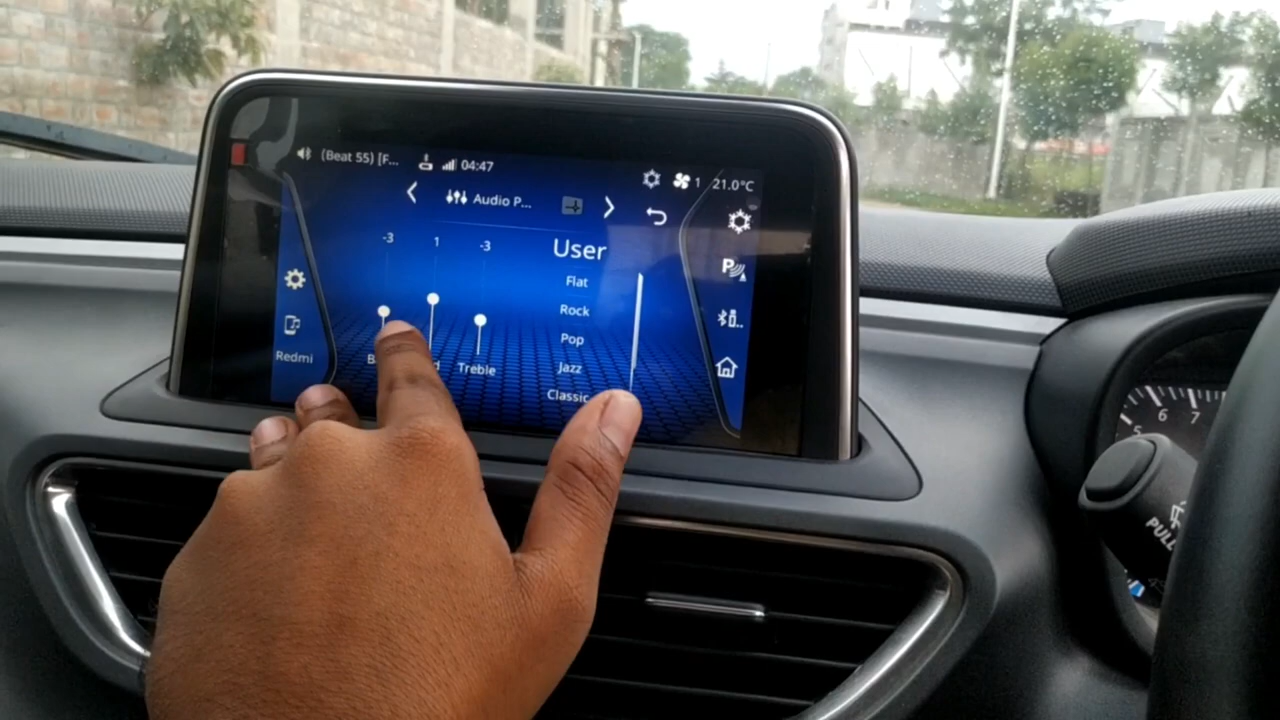 (Beat 55) [F... 04:47
1 21.0°C
Audio P...
-3 1 -3
User
Flat
Rock
Pop
Jazz
Classic
Treble
Redmi
P
5 6 7
PULL